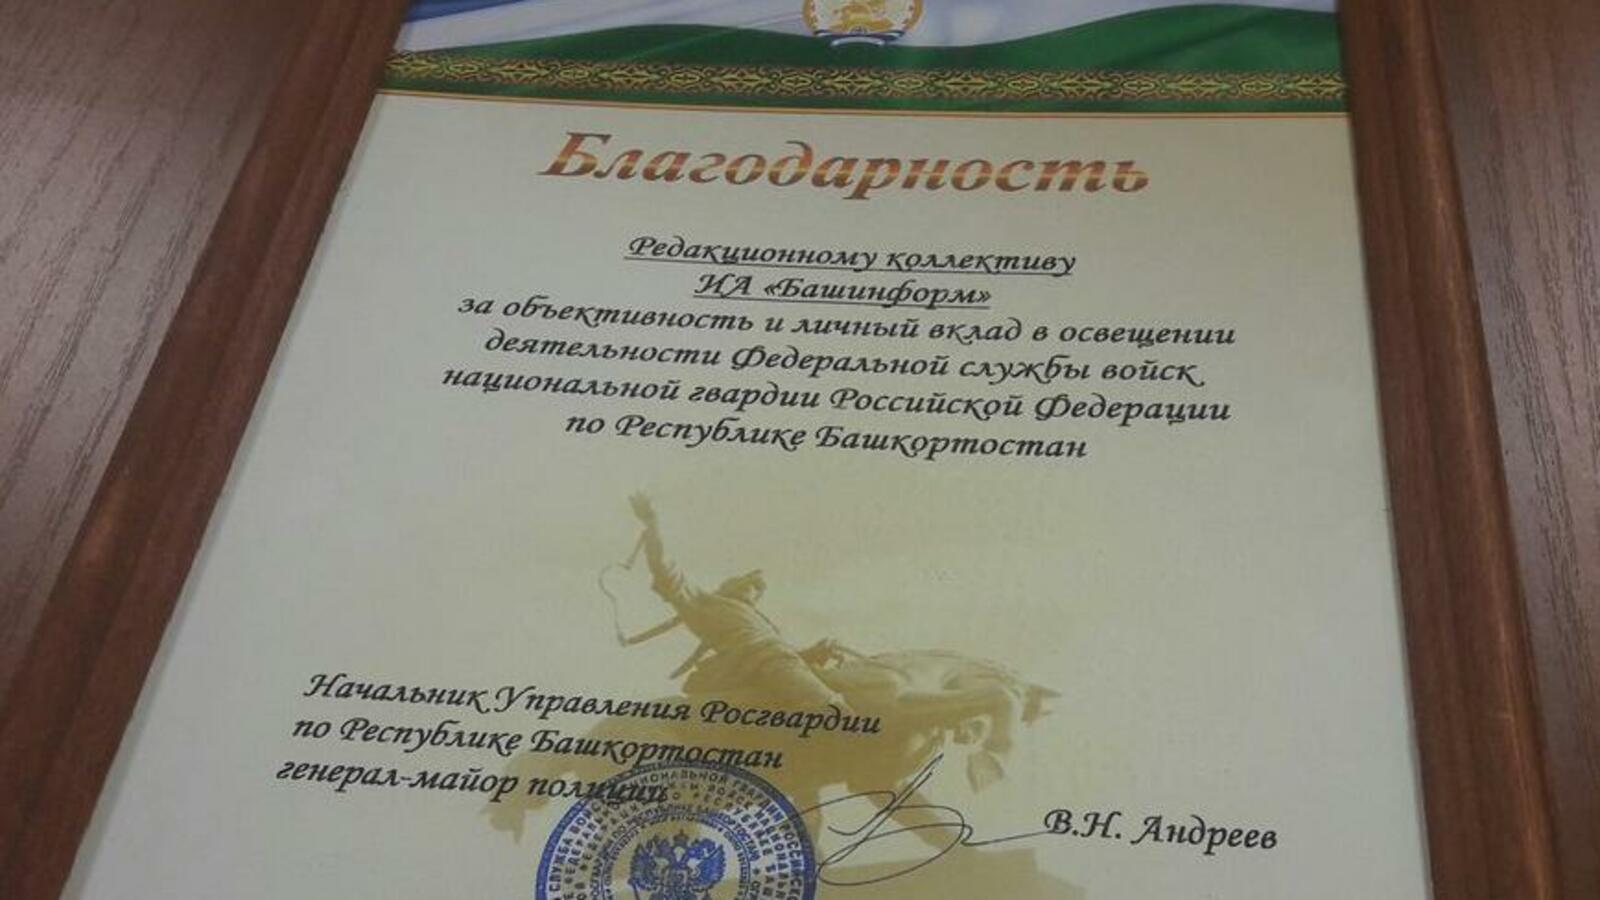 Благодарность
Редакционному коллективу
ИА «Башинформ»
за объективность и личный вклад в освещении
деятельности Федеральной службы войск
национальной гвардии Российской Федерации
по Республике Башкортостан
Начальник Управления Росгвардии
по Республике Башкортостан
генерал-майор полиции
В.Н. Андреев